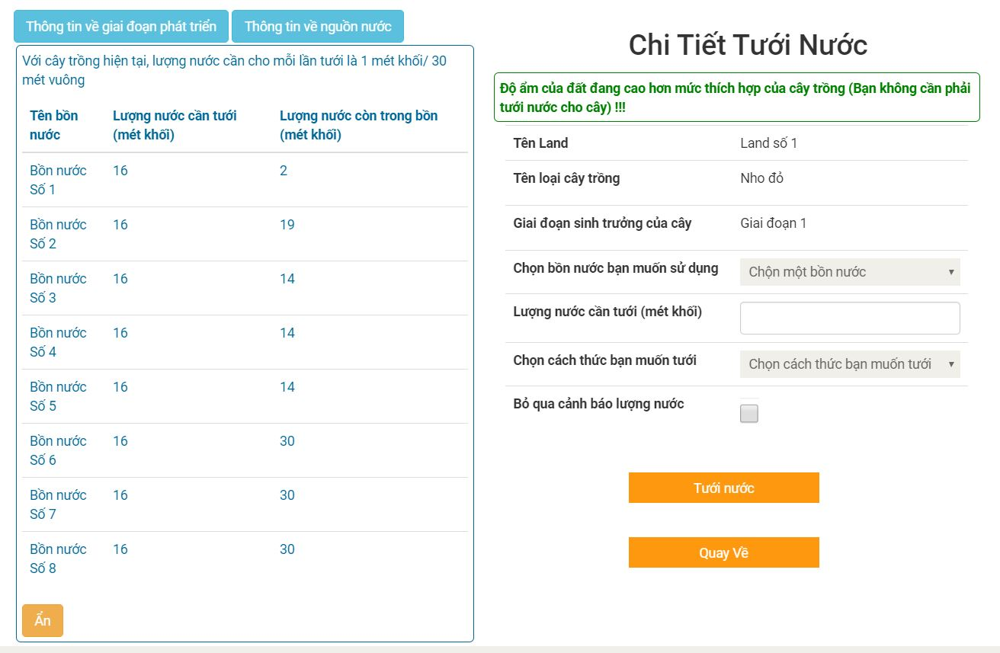 Thông tin về giai đoạn phát triển
Thông tin về nguồn nước
Với cây trồng hiện tại, lượng nước cần cho mỗi lần tưới là 1 mét khối/ 30
mét vuông
Tên bồn nước Lượng nước cần tưới (mét khối) Lượng nước còn trong bồn (mét khối)
Bồn nước Số 1 16 2
Bồn nước Số 2 16 19
Bồn nước Số 3 16 14
Bồn nước Số 4 16 14
Bồn nước Số 5 16 14
Bồn nước Số 6 16 30
Bồn nước Số 7 16 30
Bồn nước Số 8 16 30
Ẩn
Chi Tiết Tưới Nước
Độ ẩm của đất đang cao hơn mức thích hợp của cây trồng (Bạn không cần phải
tưới nước cho cây) !!!
Tên Land Land số 1
Tên loại cây trồng Nho đỏ
Giai đoạn sinh trưởng của cây Giai đoạn 1
Chọn bồn nước bạn muốn sử dụng Chộn một bồn nước
Lượng nước cần tưới (mét khối)
Chọn cách thức bạn muốn tưới Chọn cách thức bạn muốn tưới
Bỏ qua cảnh báo lượng nước
Tưới nước
Quay Về